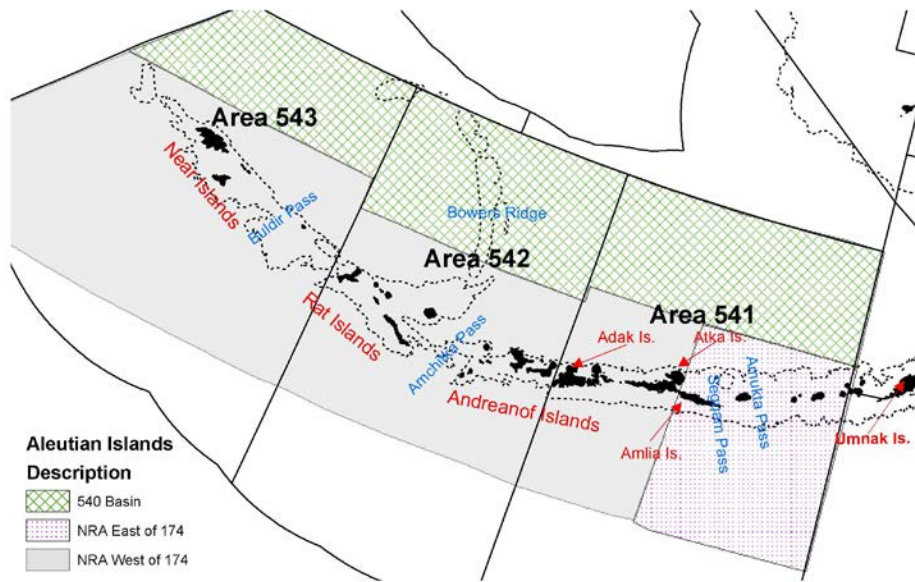 Area 543
Near Islands
Buldir Pass
Bowers Ridge
Area 542
Rat Islands
Amchitka Pass
Area 541
Adak Is.
Atka Is.
Andreanof Islands
Amlia Is.
Seguam Pass
Amukta Pass
Umnak Is.
Aleutian Islands
Description
540 Basin
NRA East of 174
NRA West of 174